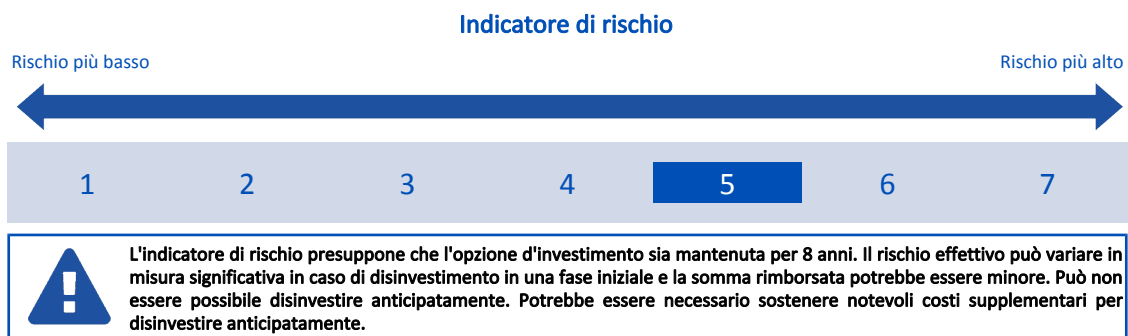 Indicatore di rischio
Rischio più basso
Rischio più alto
1 2 3 4 5 6 7
L'indicatore di rischio presuppone che l'opzione d'investimento sia mantenuta per 8 anni. Il rischio effettivo può variare in
misura significativa in caso di disinvestimento in una fase iniziale e la somma rimborsata potrebbe essere minore. Può non
essere possibile disinvestire anticipatamente. Potrebbe essere necessario sostenere notevoli costi supplementari per
disinvestire anticipatamente.